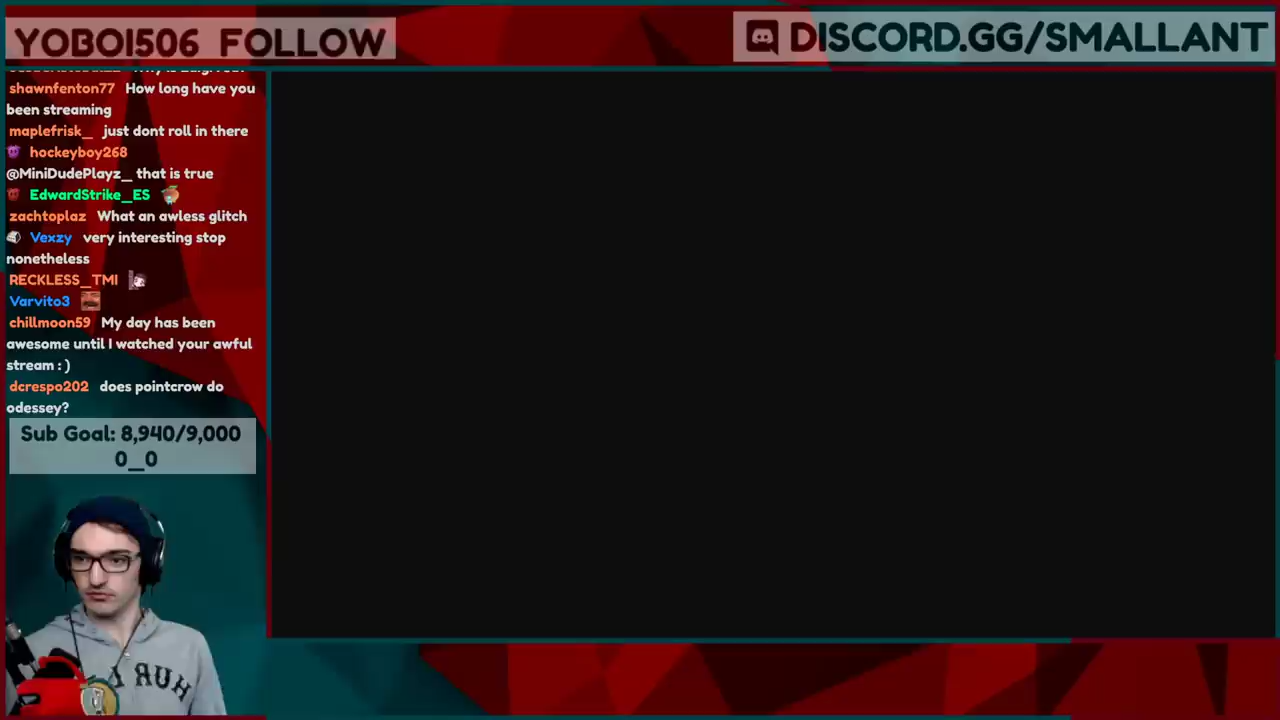 YOBOI506 FOLLOW
DISCORD.GG/SMALLANT
shawnfenton77 How long have you
been streaming
maplefrisk_ just dont roll in there
hockeyboy268
@MiniDudePlayz_ that is true
EdwardStrike_ES
zachtoplaz What an awless glitch
Vexzy very interesting stop
nonetheless
RECKLESS_TMI
Varvito3
chillmoon59 My day has been
awesome until I watched your awful
stream : )
dcrespo202 does pointcrow do
odessey?
Sub Goal: 8,940/9,000
0_0